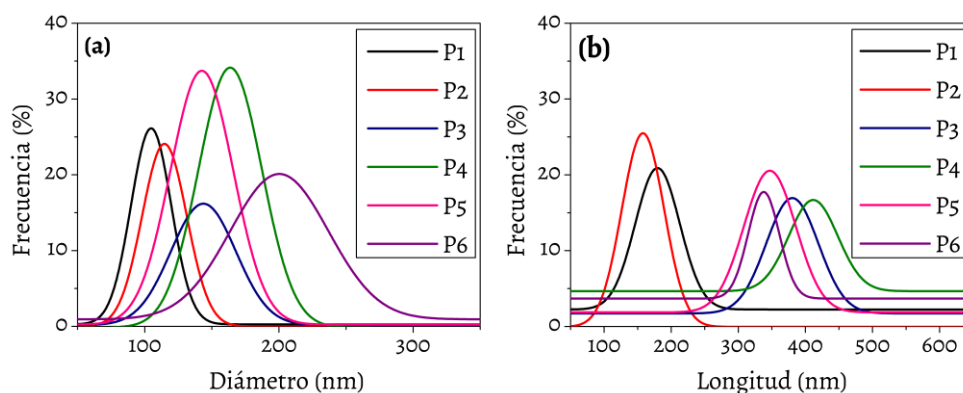 (a)
P1
P2
P3
P4
P5
P6
40
30
20
10
0
100
200
300
Frecuencia (%)
Diámetro (nm)
(b)
P1
P2
P3
P4
P5
P6
40
30
20
10
0
100
200
300
400
500
600
Frecuencia (%)
Longitud (nm)